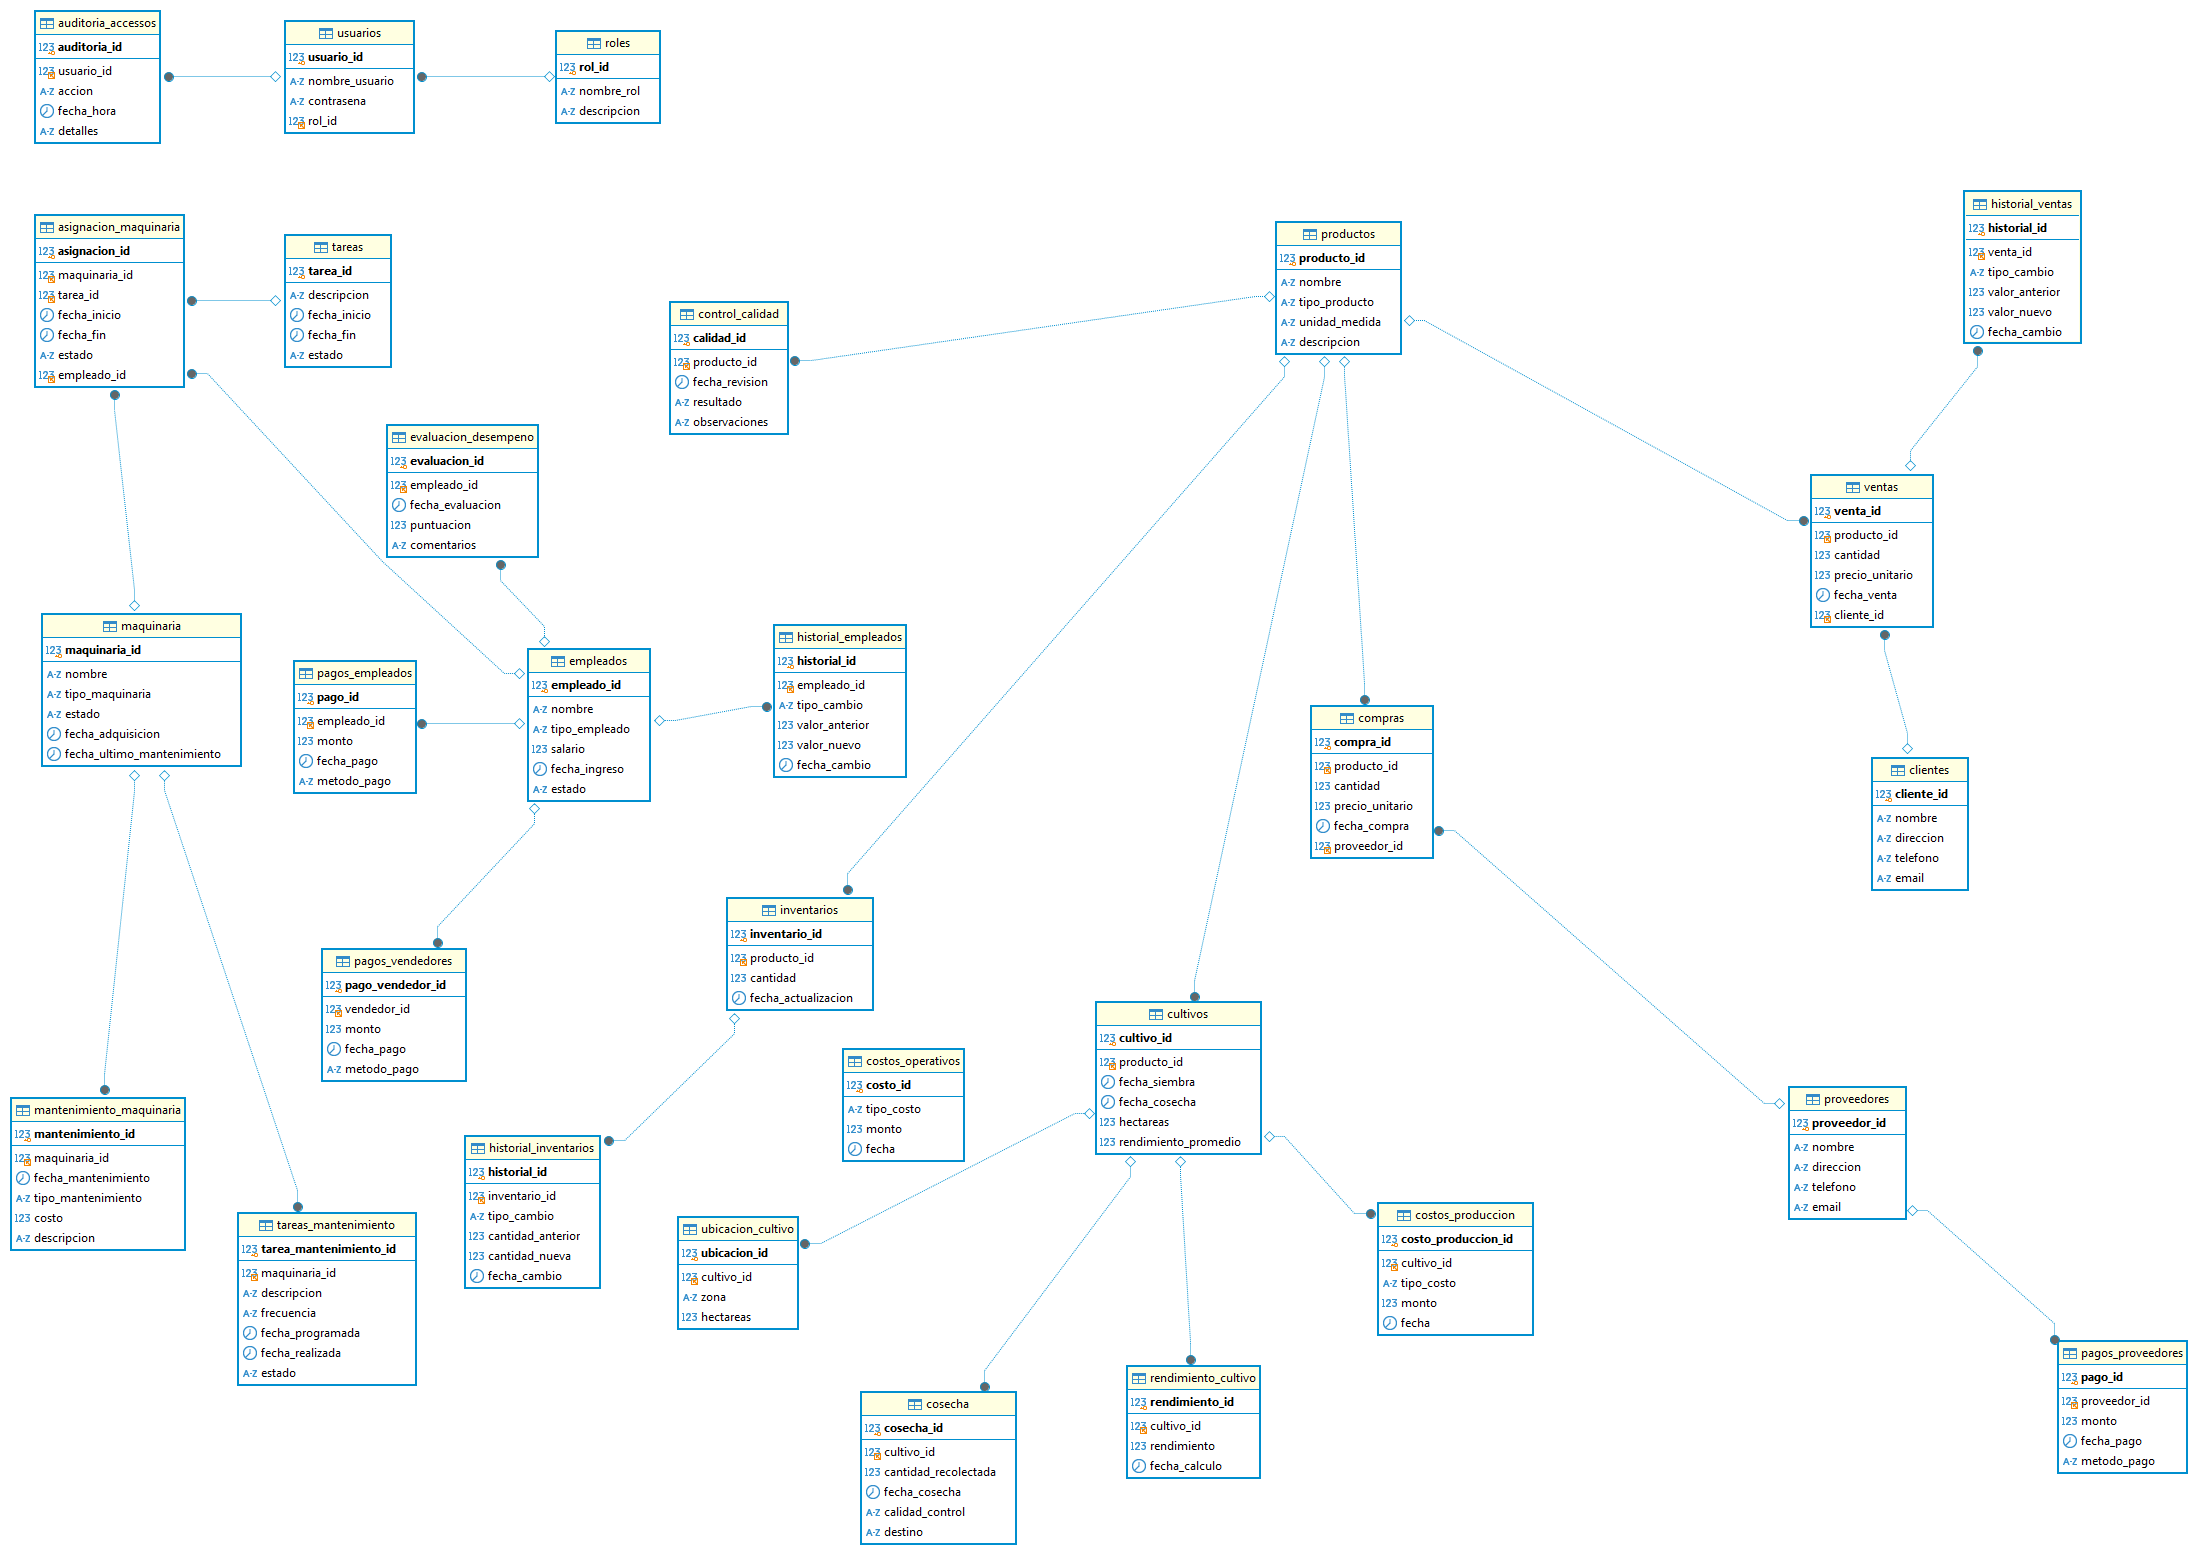 auditoria_accessos
123 auditoria_id
123 usuario_id
A-Z accion
fecha_hora
A-Z detalles
usuarios
123 usuario_id
A-Z nombre_usuario
A-Z contrasena
123 rol_id
roles
123 rol_id
A-Z nombre_rol
A-Z descripcion
asignacion_maquinaria
123 asignacion_id
123 maquinaria_id
123 tarea_id
fecha_inicio
fecha_fin
A-Z estado
123 empleado_id
tareas
123 tarea_id
A-Z descripcion
fecha_inicio
fecha_fin
A-Z estado
productos
123 producto_id
A-Z nombre
A-Z tipo_producto
A-Z unidad_medida
A-Z descripcion
historial_ventas
123 historial_id
123 venta_id
A-Z tipo_cambio
123 valor_anterior
123 valor_nuevo
fecha_cambio
control_calidad
123 calidad_id
123 producto_id
fecha_revision
A-Z resultado
A-Z observaciones
evaluacion_desempeno
123 evaluacion_id
123 empleado_id
fecha_evaluacion
123 puntuacion
A-Z comentarios
ventas
123 venta_id
123 producto_id
123 cantidad
123 precio_unitario
fecha_venta
123 cliente_id
maquinaria
123 maquinaria_id
A-Z nombre
A-Z tipo_maquinaria
A-Z estado
fecha_adquisicion
fecha_ultimo_mantenimiento
pagos_empleados
123 pago_id
123 empleado_id
123 monto
fecha_pago
A-Z metodo_pago
empleados
123 empleado_id
A-Z nombre
A-Z tipo_empleado
123 salario
fecha_ingreso
A-Z estado
historial_empleados
123 historial_id
123 empleado_id
A-Z tipo_cambio
123 valor_anterior
123 valor_nuevo
fecha_cambio
compras
123 compra_id
123 producto_id
123 cantidad
123 precio_unitario
fecha_compra
123 proveedor_id
clientes
123 cliente_id
A-Z nombre
A-Z direccion
A-Z telefono
A-Z email
inventarios
123 inventario_id
123 producto_id
123 cantidad
fecha_actualizacion
pagos_vendedores
123 pago_vendedor_id
123 vendedor_id
123 monto
fecha_pago
A-Z metodo_pago
cultivos
123 cultivo_id
123 producto_id
fecha_siembra
fecha_cosecha
123 hectareas
123 rendimiento_promedio
costos_operativos
123 costo_id
A-Z tipo_costo
123 monto
fecha
proveedores
123 proveedor_id
A-Z nombre
A-Z direccion
A-Z telefono
A-Z email
mantenimiento_maquinaria
123 mantenimiento_id
123 maquinaria_id
fecha_mantenimiento
A-Z tipo_mantenimiento
123 costo
A-Z descripcion
historial_inventarios
123 historial_id
123 inventario_id
A-Z tipo_cambio
123 cantidad_anterior
123 cantidad_nueva
fecha_cambio
tareas_mantenimiento
123 tarea_mantenimiento_id
123 maquinaria_id
A-Z descripcion
A-Z frecuencia
fecha_programada
fecha_realizada
A-Z estado
ubicacion_cultivo
123 ubicacion_id
123 cultivo_id
A-Z zona
123 hectareas
costos_produccion
123 costo_produccion_id
123 cultivo_id
A-Z tipo_costo
123 monto
fecha
pagos_proveedores
123 pago_id
123 proveedor_id
123 monto
fecha_pago
A-Z metodo_pago
rendimiento_cultivo
123 rendimiento_id
123 cultivo_id
123 rendimiento
fecha_calculo
cosecha
123 cosecha_id
123 cultivo_id
123 cantidad_recolectada
fecha_cosecha
A-Z calidad_control
A-Z destino